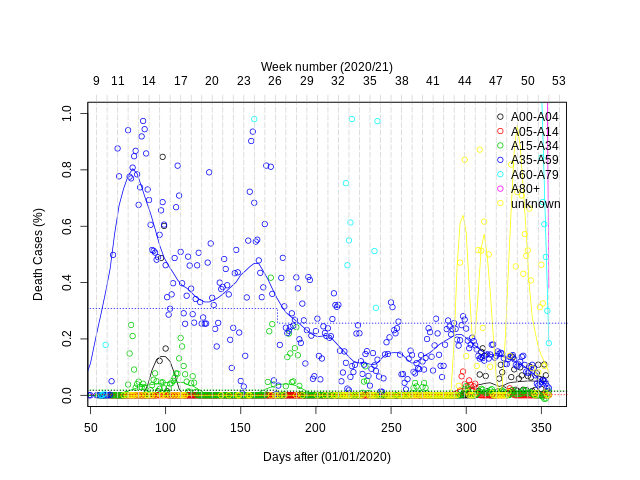 Week number (2020/21)
9 11 14 17 20 23 26 29 32 35 38 41 44 47 50 53
Death Cases (%)
1.0
0.8
0.6
0.4
0.2
0.0
A00-A04
A05-A14
A15-A34
A35-A59
A60-A79
A80+
unknown
50 100 150 200 250 300 350
Days after (01/01/2020)